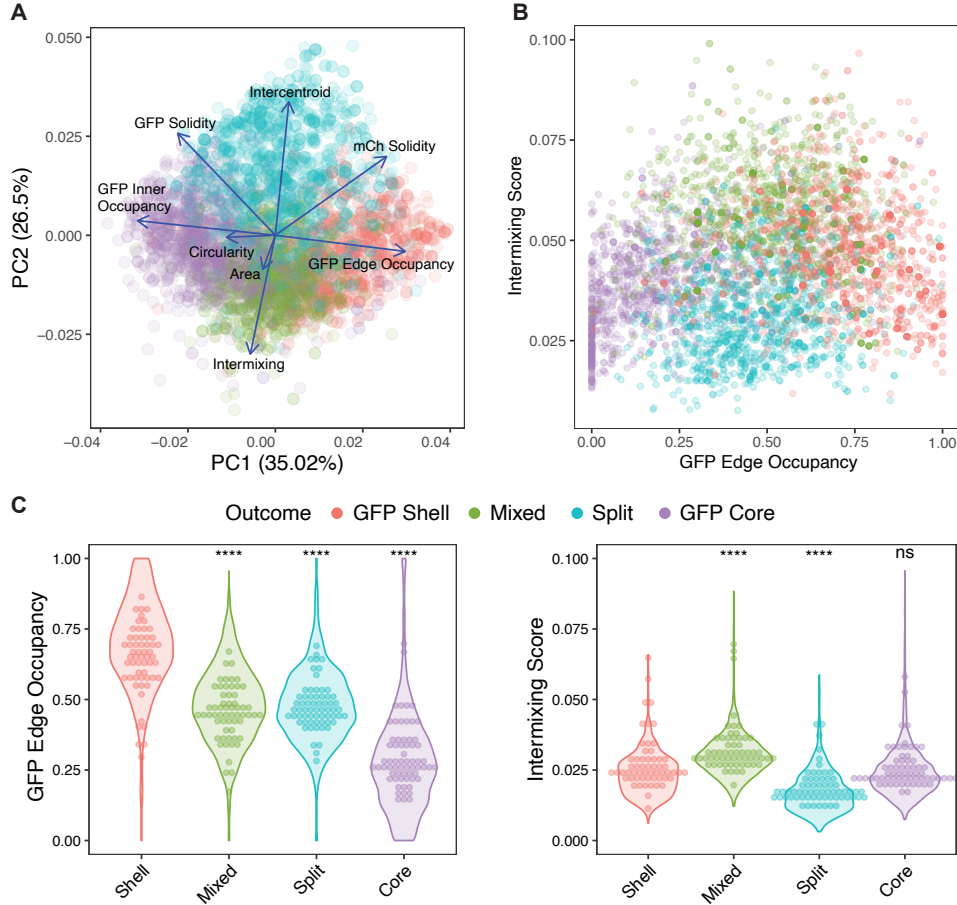 A
0.050
0.025
0.000
−0.025
PC2 (26.5%)
Intercentroid
GFP Solidity
mCh Solidity
GFP Inner
Occupancy
Circularity
Area
GFP Edge Occupancy
Intermixing
−0.04
−0.02
0.00
0.02
0.04
PC1 (35.02%)
B
0.100
0.075
0.050
0.025
Intermixing Score
0.00
0.25
0.50
0.75
1.00
GFP Edge Occupancy
C
Outcome GFP Shell Mixed Split GFP Core
1.00
0.75
0.50
0.25
0.00
GFP Edge Occupancy
**** **** ****
Shell
Mixed
Split
Core
0.100
0.075
0.050
0.025
0.000
Intermixing Score
**** **** ns
Shell
Mixed
Split
Core